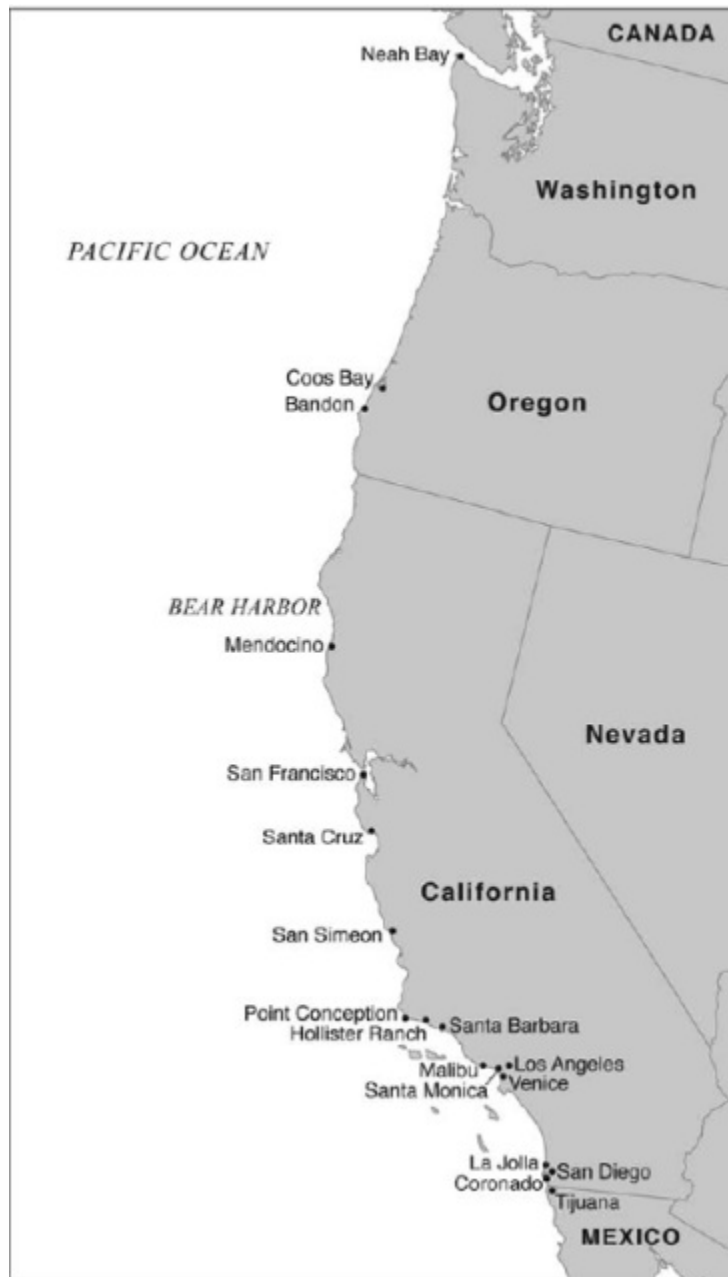 CANADA
Neah Bay
Washington
PACIFIC OCEAN
Coos Bay
Bandon
Oregon
BEAR HARBOR
Mendocino
Nevada
San Francisco
Santa Cruz
California
San Simeon
Point Conception
Hollister Ranch
Santa Barbara
Malibu
Los Angeles
Santa Monica
Venice
La Jolla
San Diego
Coronado
Tijuana
MEXICO